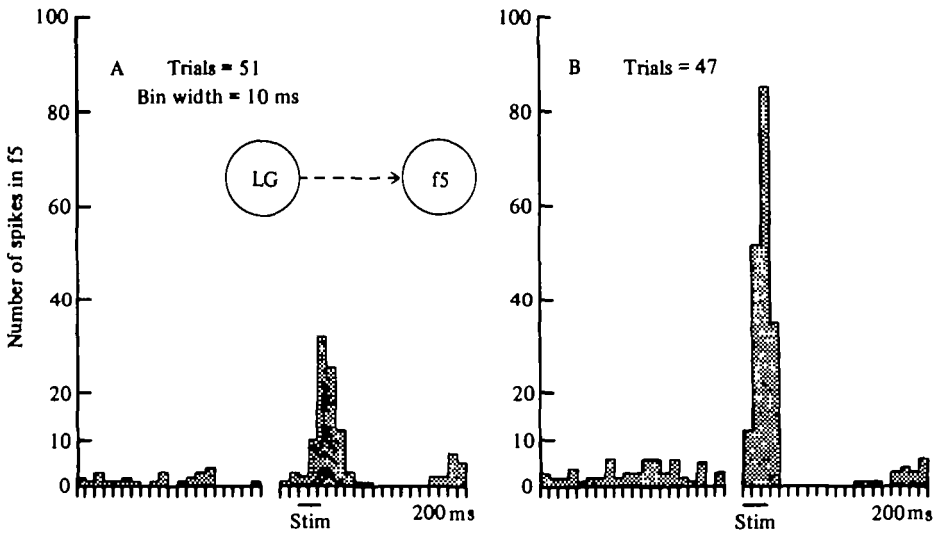 Number of spikes in f5
100
80
60
40
20
10
0
A Trials = 51
Bin width = 10 ms
LG
f5
Stim
200 ms
100
80
60
40
20
10
0
B Trials = 47
Stim
200 ms